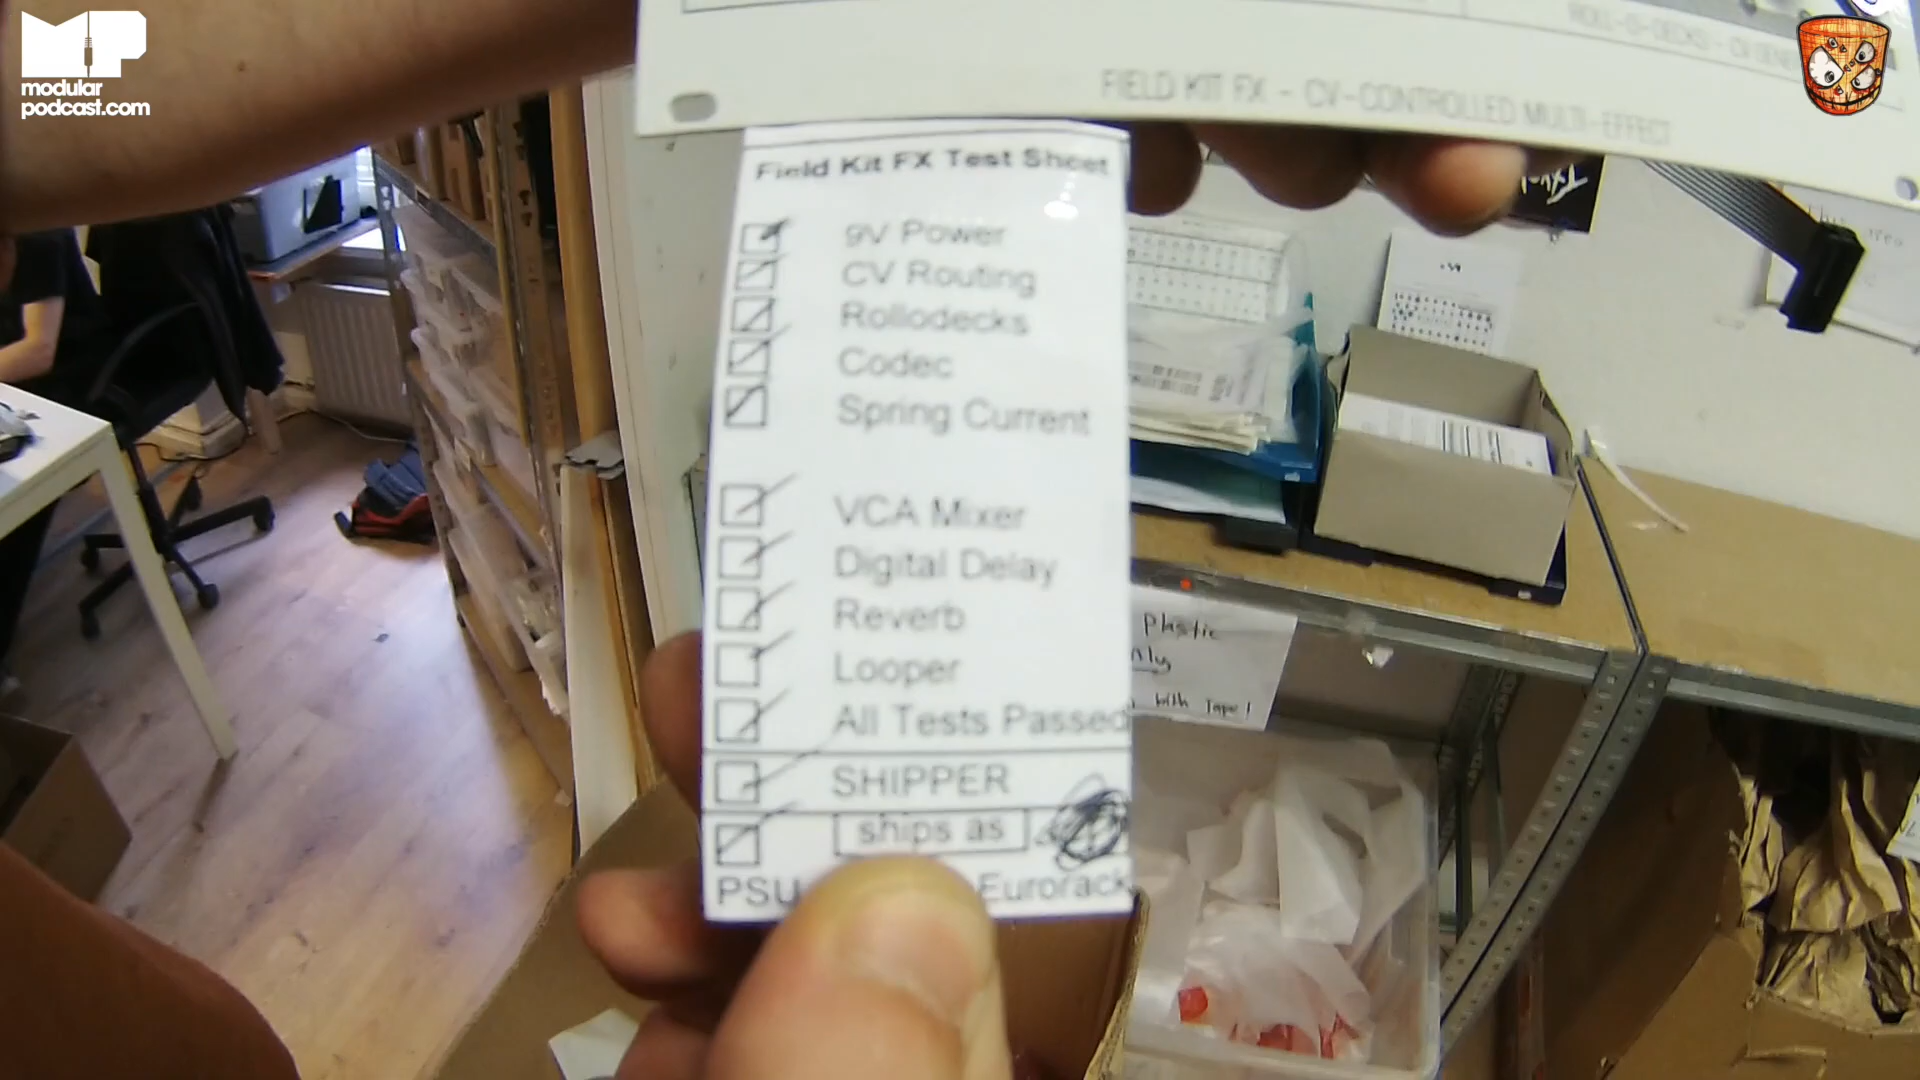 MP
modular
podcast.com
FIELD KIT FX - CV-CONTROLLED MULTI-EFFECT
Field Kit FX Test Sheet
9V Power
CV Routing
Rollodecks
Codec
Spring Current
VCA Mixer
Digital Delay
Reverb
Looper
All Tests Passed
SHIPPER
ships as
PSU
Eurorack
plastic
with Tape!